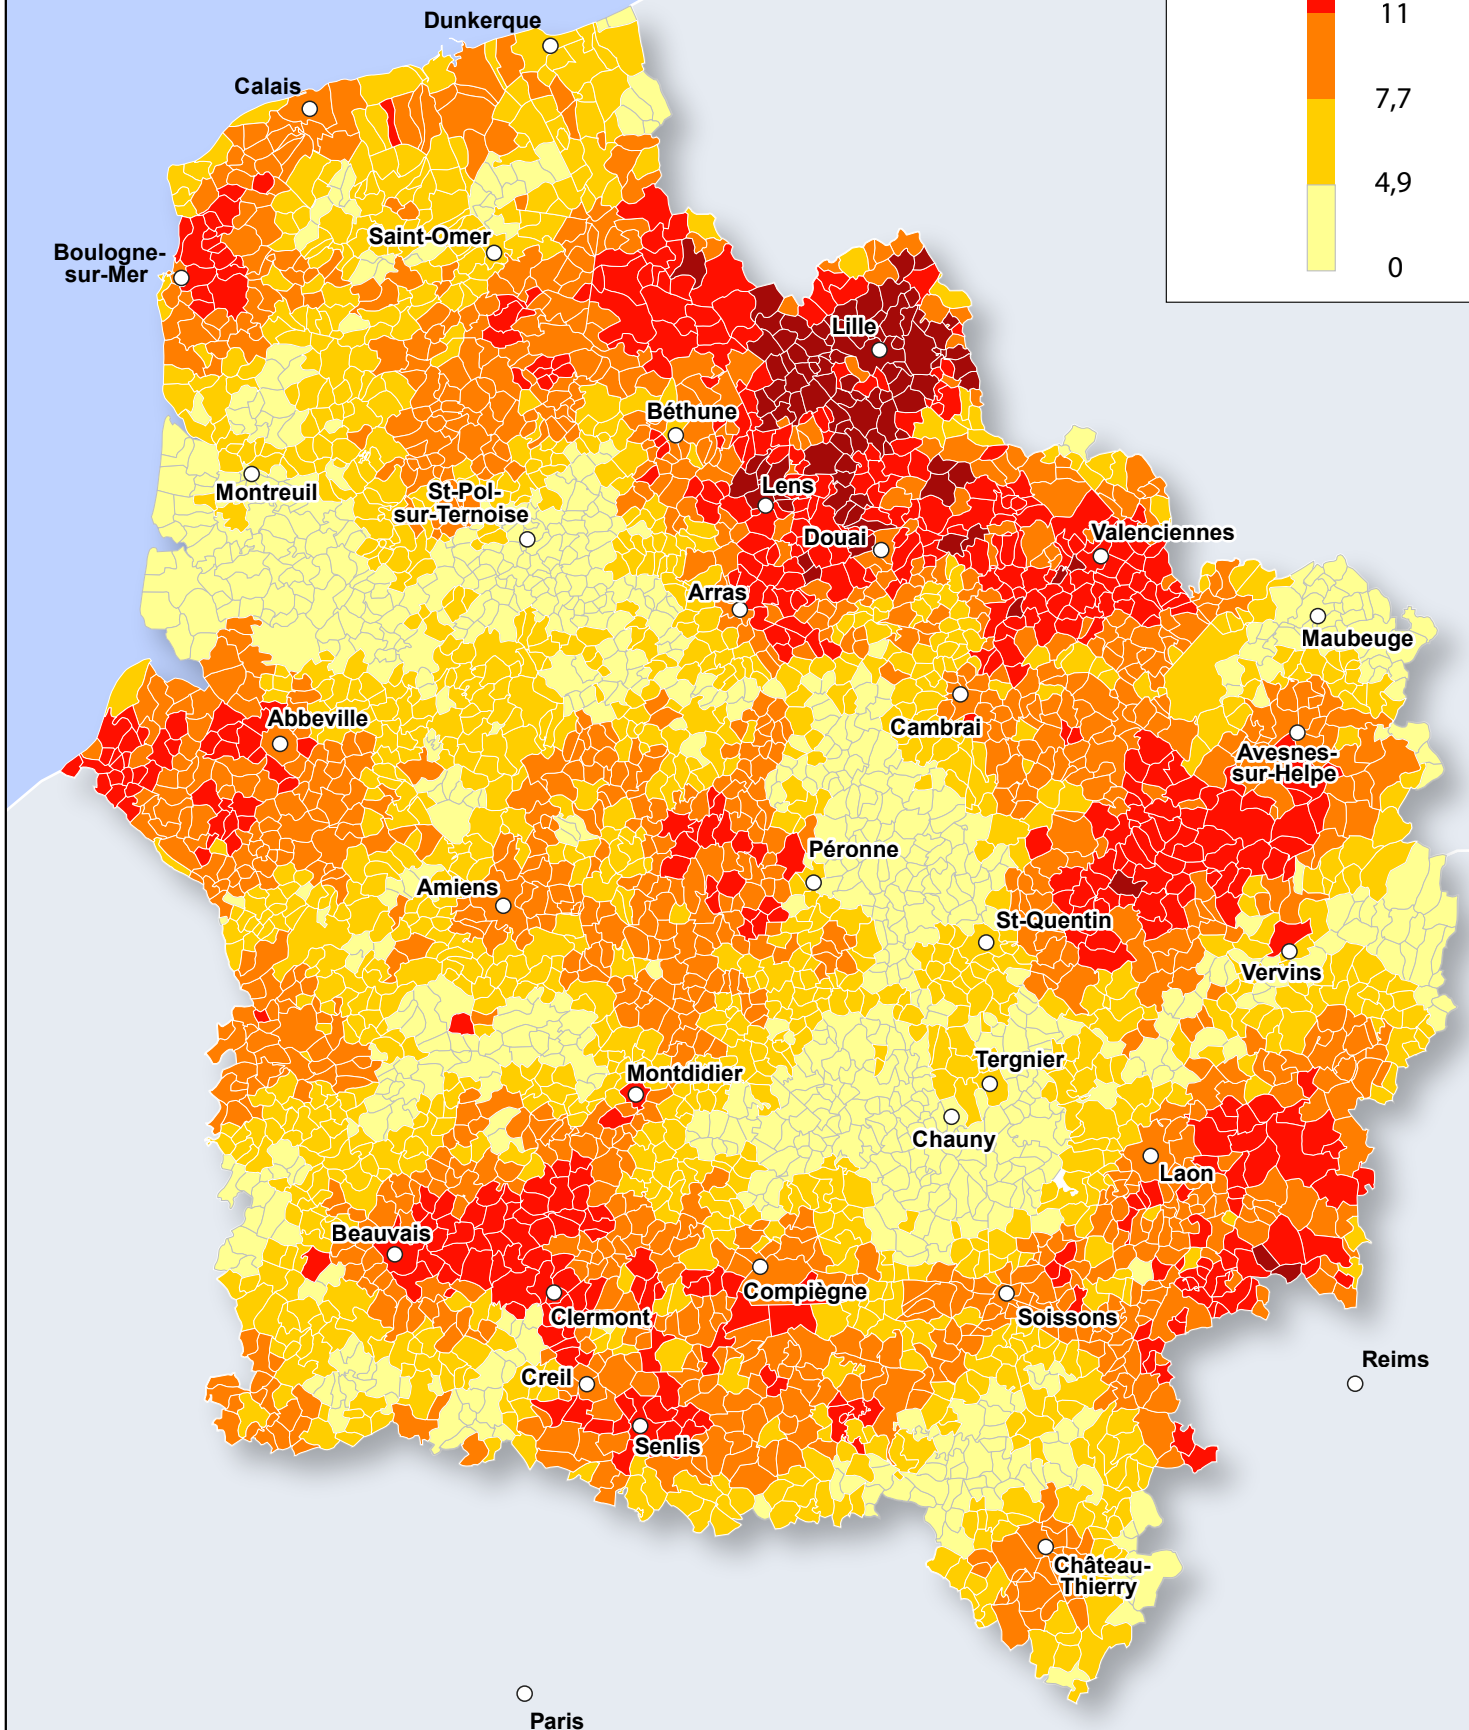 11
Dunkerque
Calais
7,7
4,9
Saint-Omer
Boulogne-
sur-Mer
0
Lille
Béthune
Montreuil
St-Pol-
sur-Ternoise
Lens
Douai
Valenciennes
Arras
Maubeuge
Abbeville
Cambrai
Avesnes-
sur-Helpe
Péronne
Amiens
St-Quentin
Vervins
Tergnier
Montdidier
Chauny
Laon
Beauvais
Compiègne
Clermont
Soissons
Reims
Creil
Senlis
Château-
Thierry
Paris